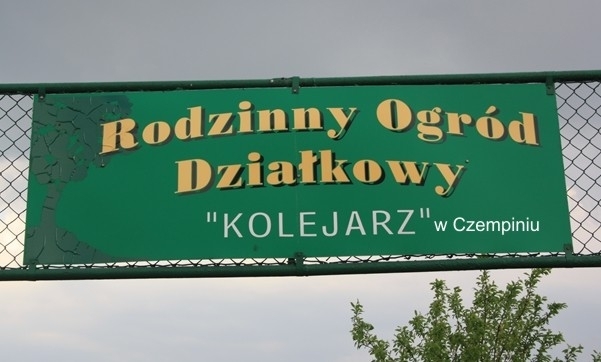 Rodzinny Ogród
Działkowy
"KOLEJARZ" w Czempiniu